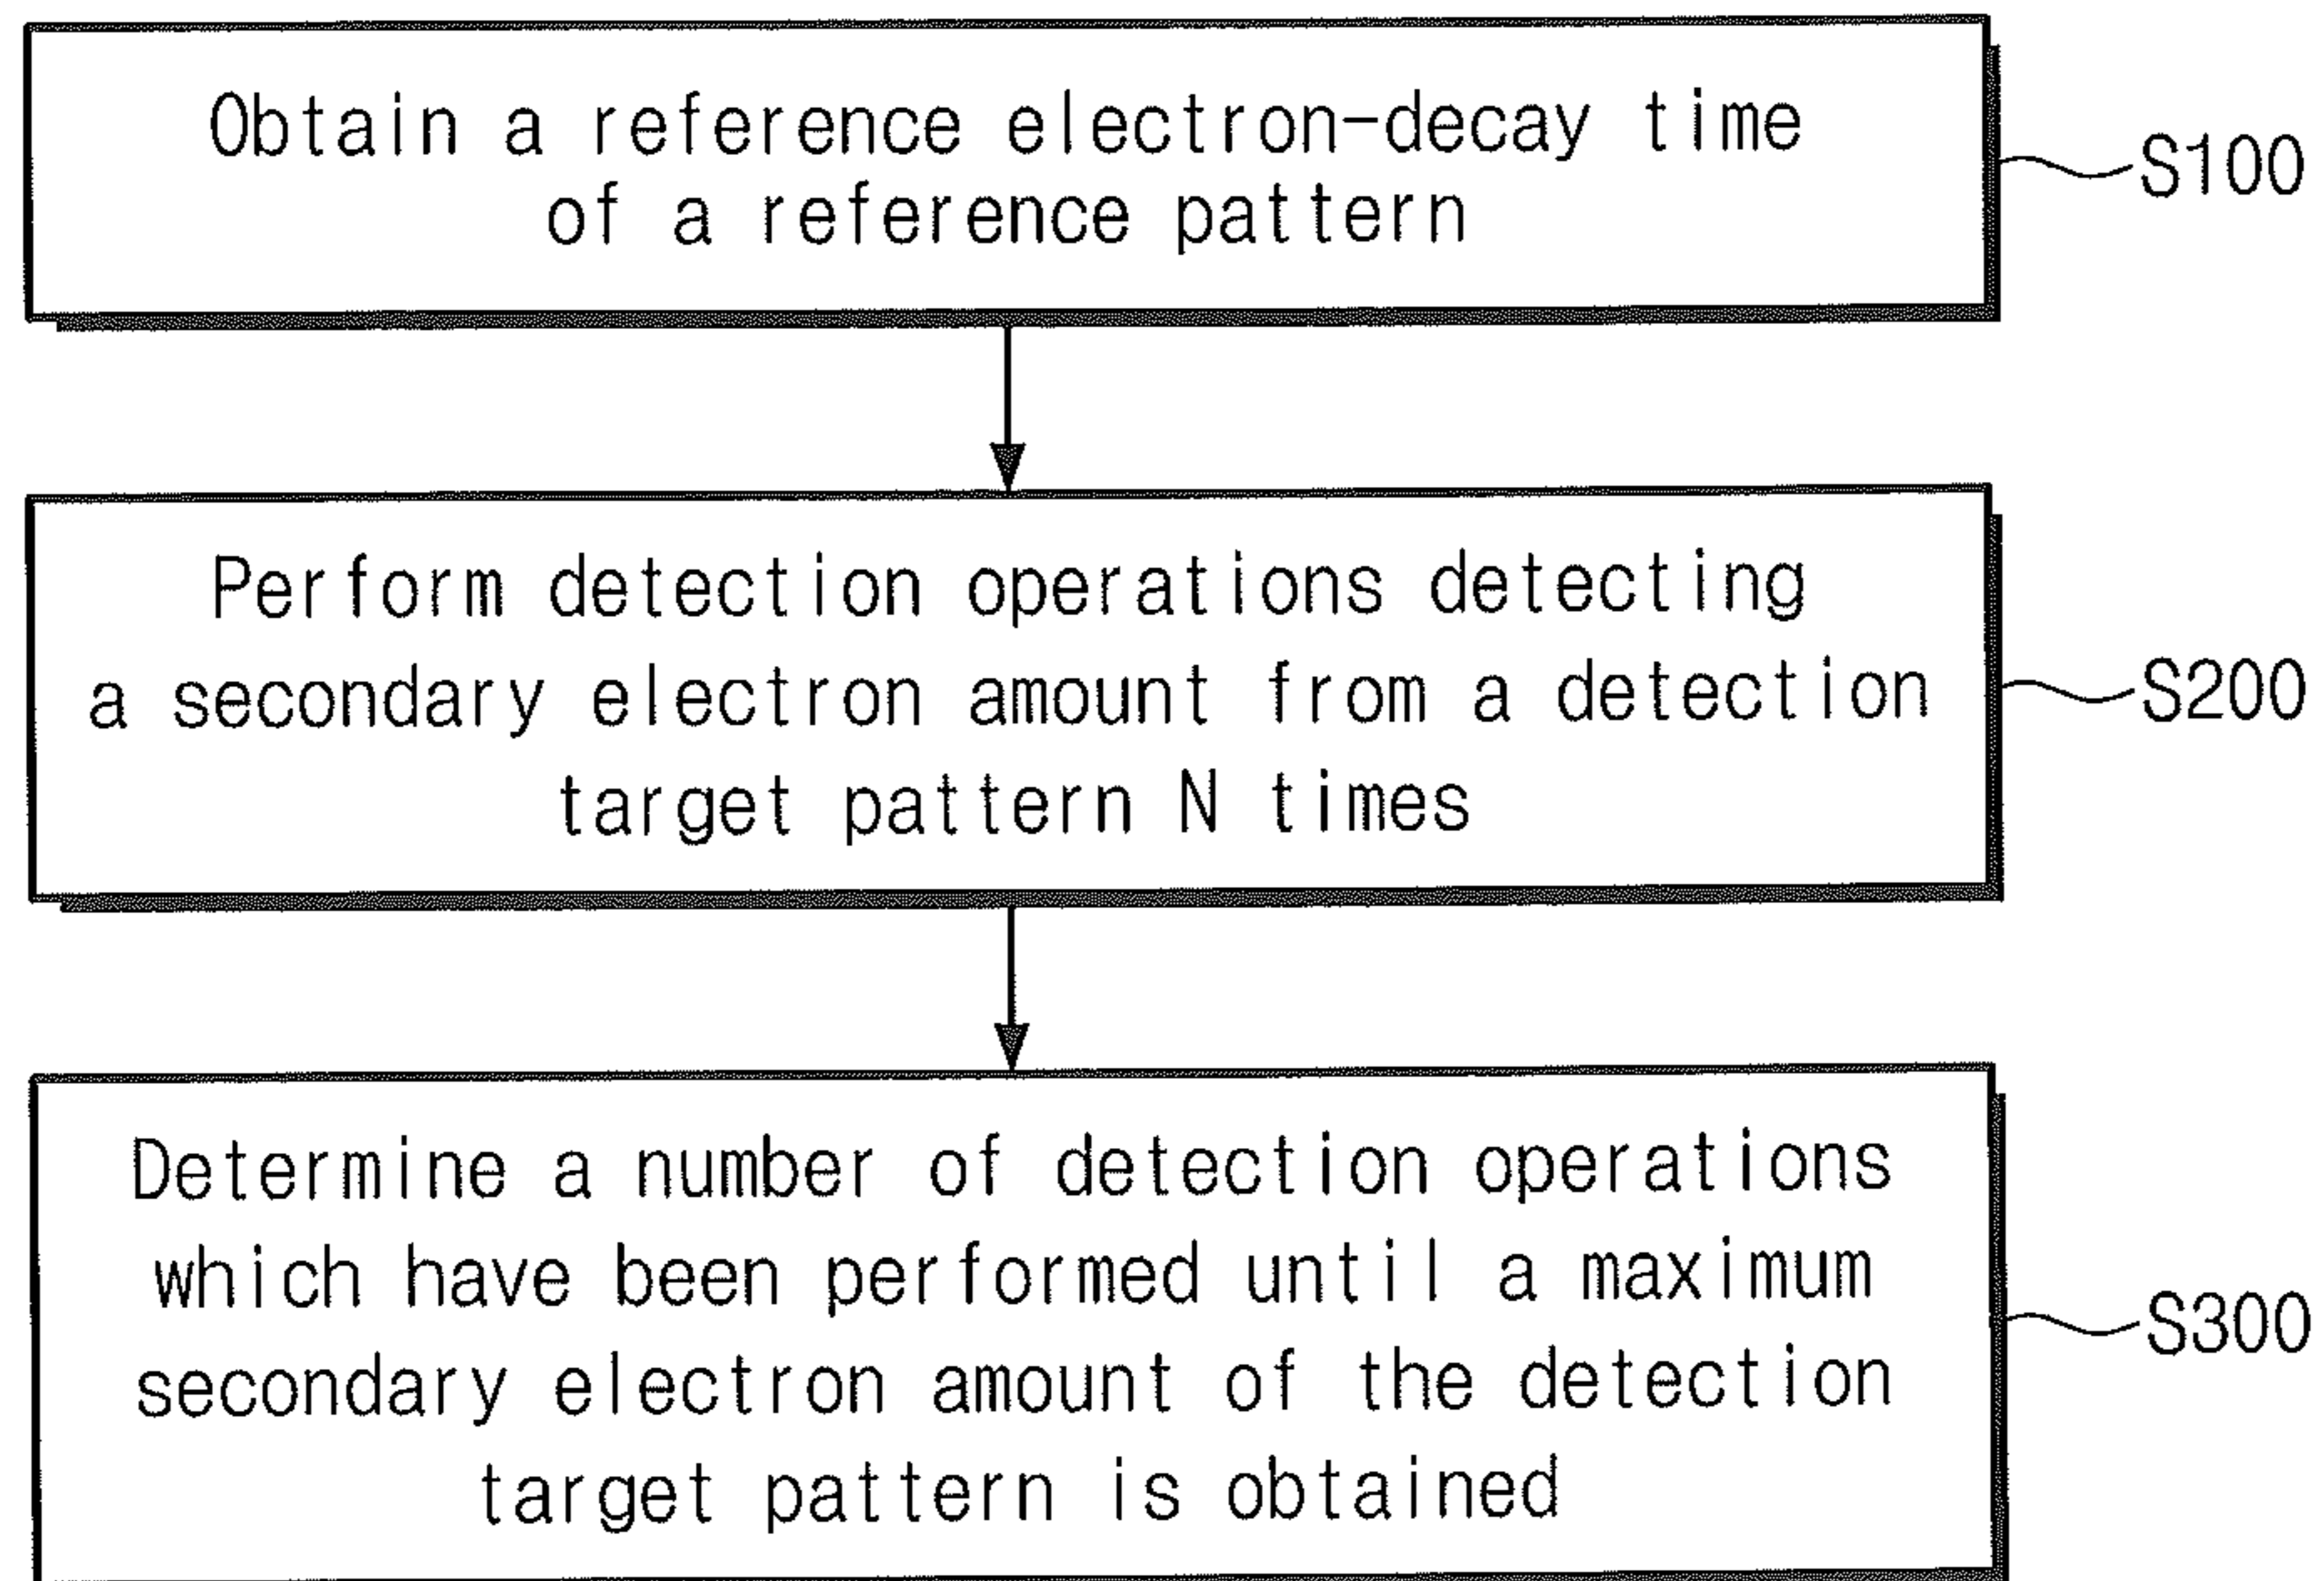 Obtain a reference electron-decay time
of a reference pattern
S100
Perform detection operations detecting
a secondary electron amount from a detection
target pattern N times
S200
Determine a number of detection operations
which have been performed until a maximum
secondary electron amount of the detection
target pattern is obtained
S300